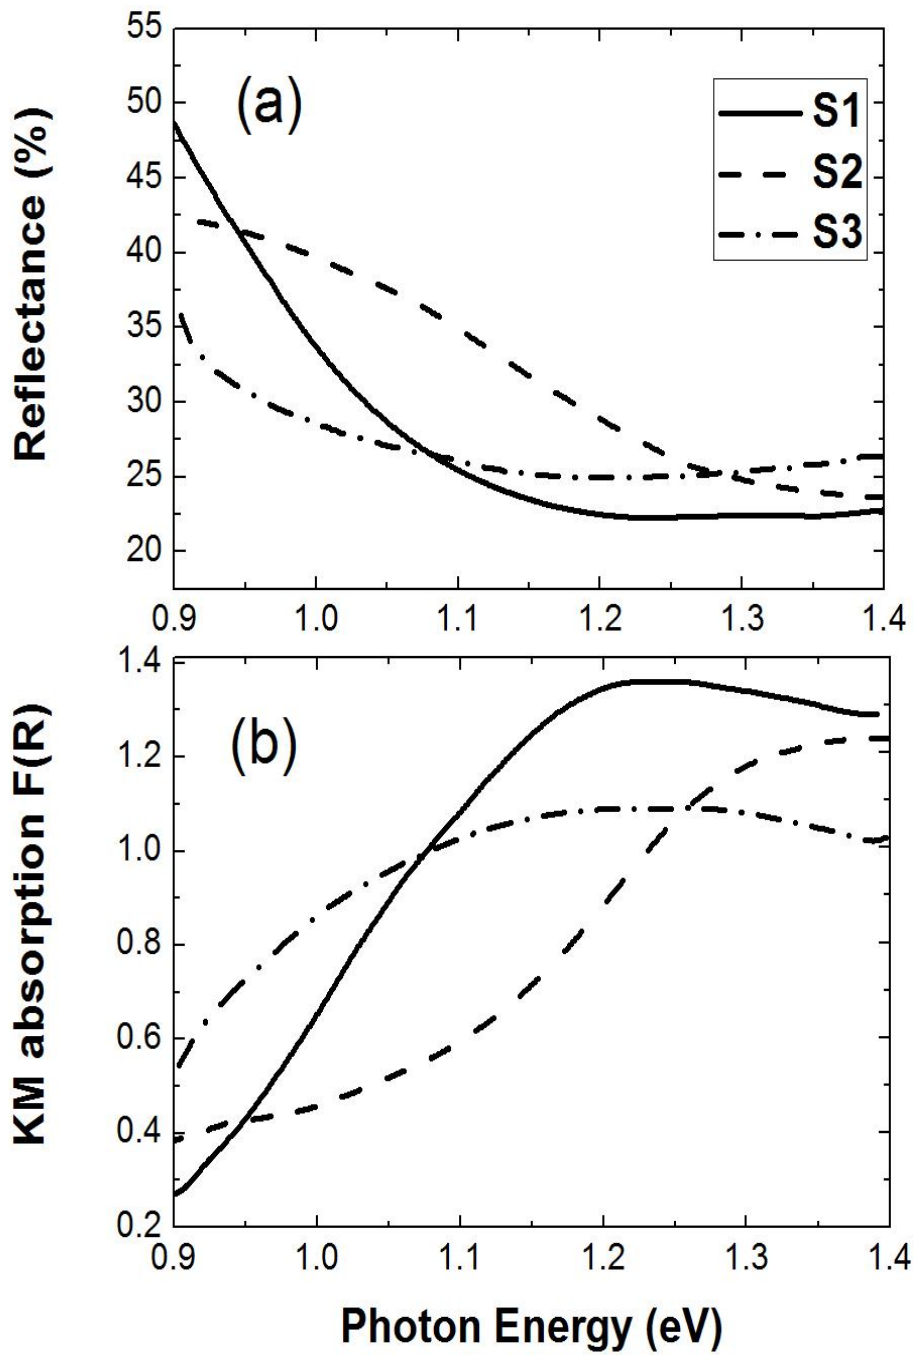 (a)
S1
S2
S3
Reflectance (%)
55
50
45
40
35
30
25
20
0.9 1.0 1.1 1.2 1.3 1.4
(b)
KM absorption F(R)
1.4
1.2
1.0
0.8
0.6
0.4
0.2
0.9 1.0 1.1 1.2 1.3 1.4
Photon Energy (eV)